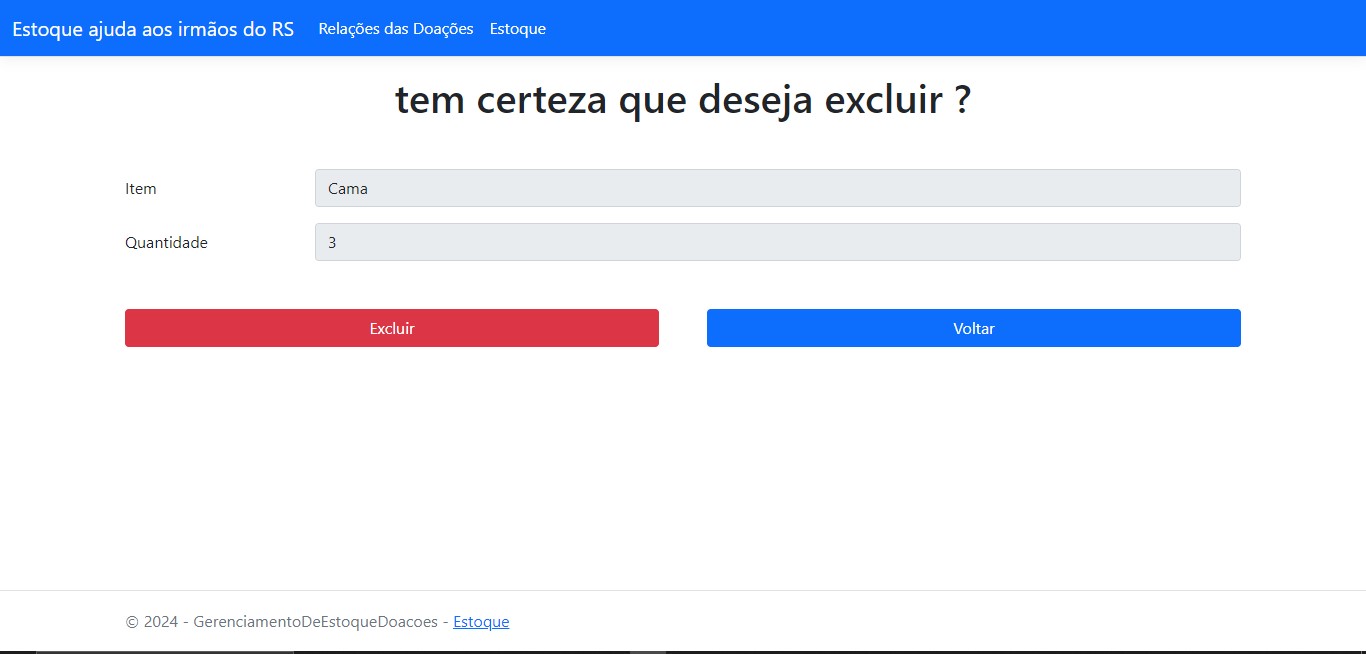 Estoque ajuda aos irmãos do RS Relações das Doações Estoque
tem certeza que deseja excluir ?
Item Cama
Quantidade 3
Excluir Voltar
© 2024 - GerenciamentoDeEstoqueDoacoes - Estoque